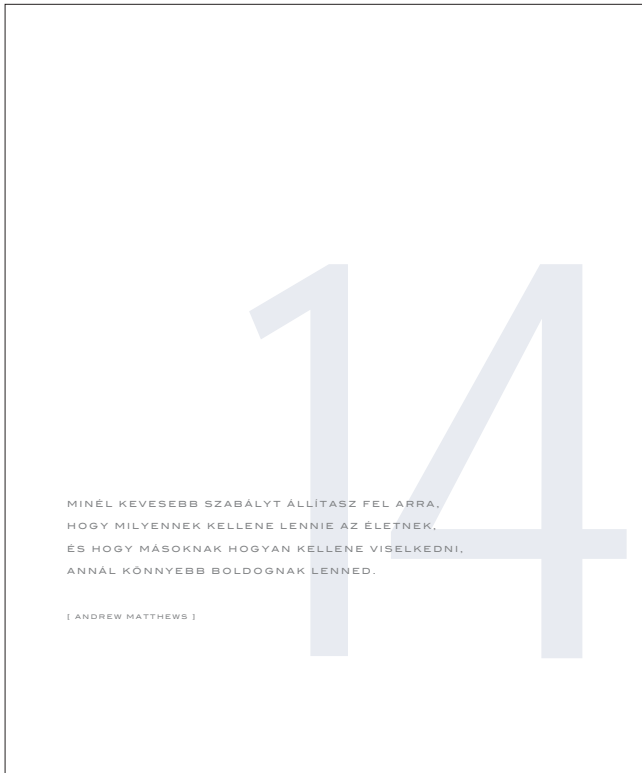 14
MINÉL KEVESEBB SZABÁLYT ÁLLÍTASZ FEL ARRA,
HOGY MILYENNEK KELLENE LENNIE AZ ÉLETNEK,
ÉS HOGY MÁSOKNAK HOGYAN KELLENE VISELKEDNI,
ANNÁL KÖNNYEBB BOLDOGNAK LENNED.
[ ANDREW MATTHEWS ]